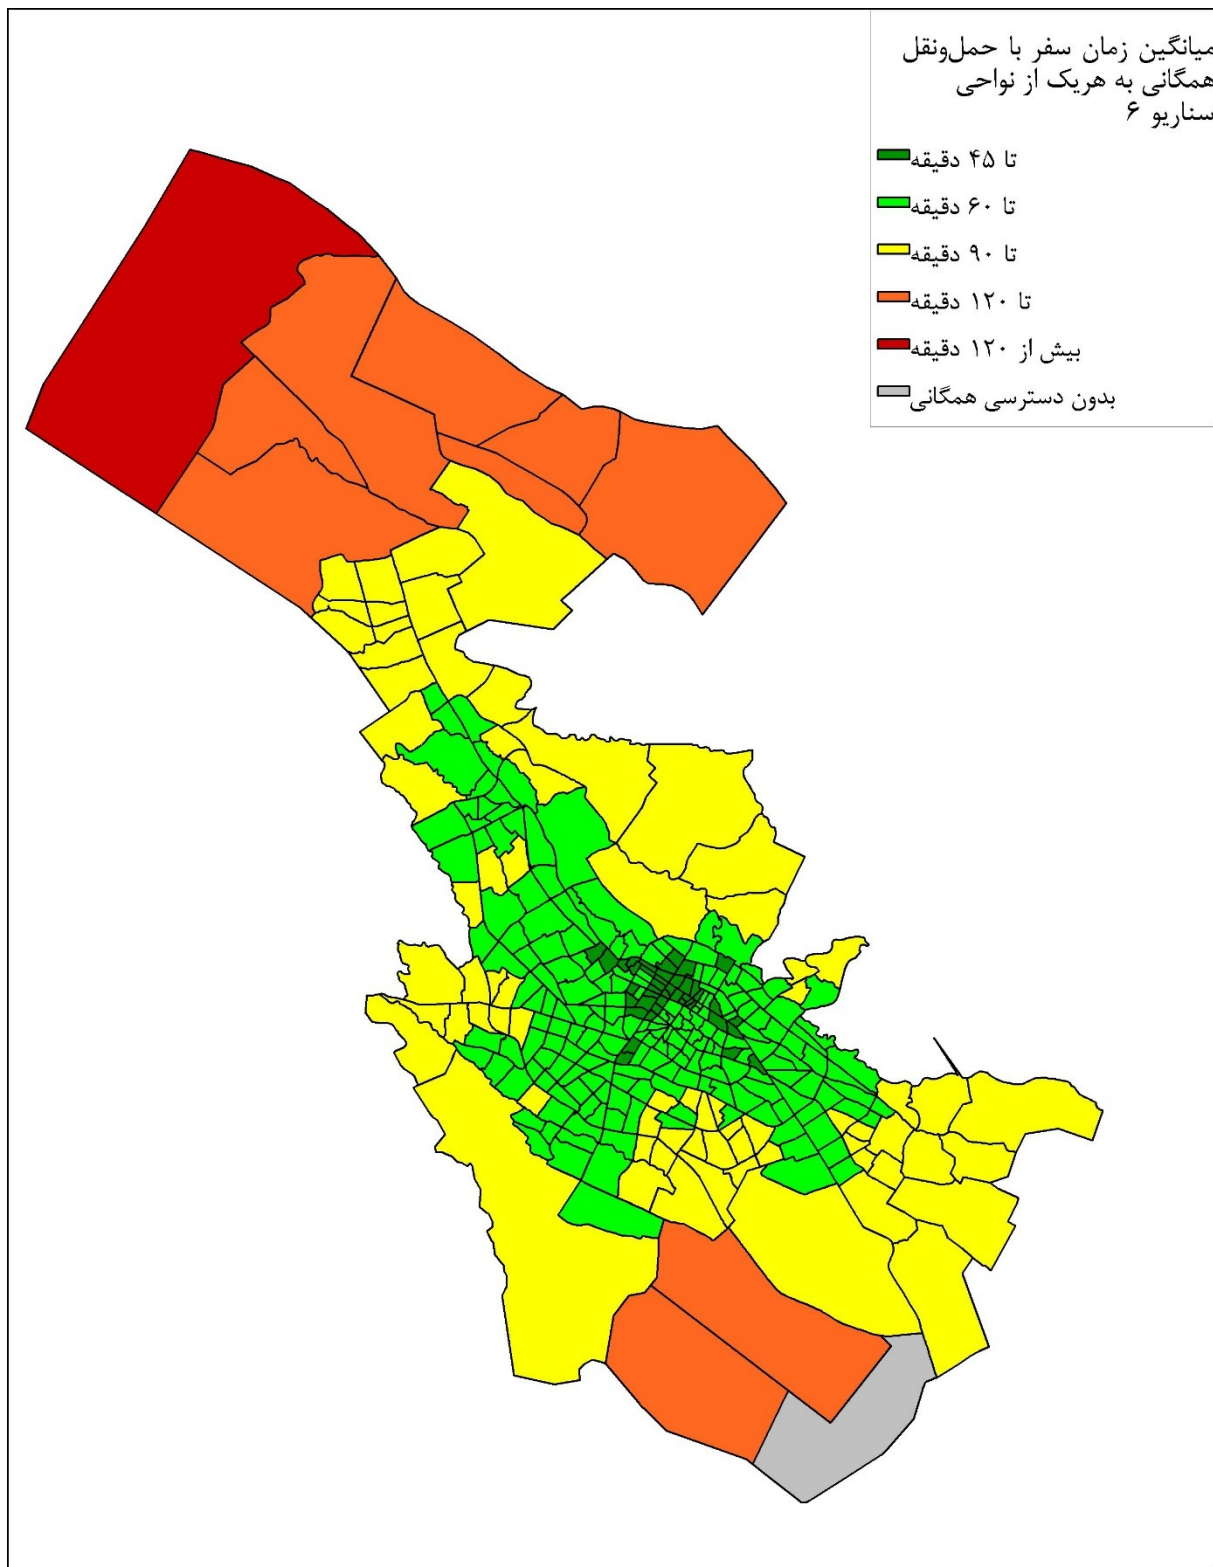 میانگین زمان سفر با حمل‌ونقل
همگانی به هریک از نواحی
سناریو ۶
تا ۴۵ دقیقه
تا ۶۰ دقیقه
تا ۹۰ دقیقه
تا ۱۲۰ دقیقه
بیش از ۱۲۰ دقیقه
بدون دسترسی همگانی